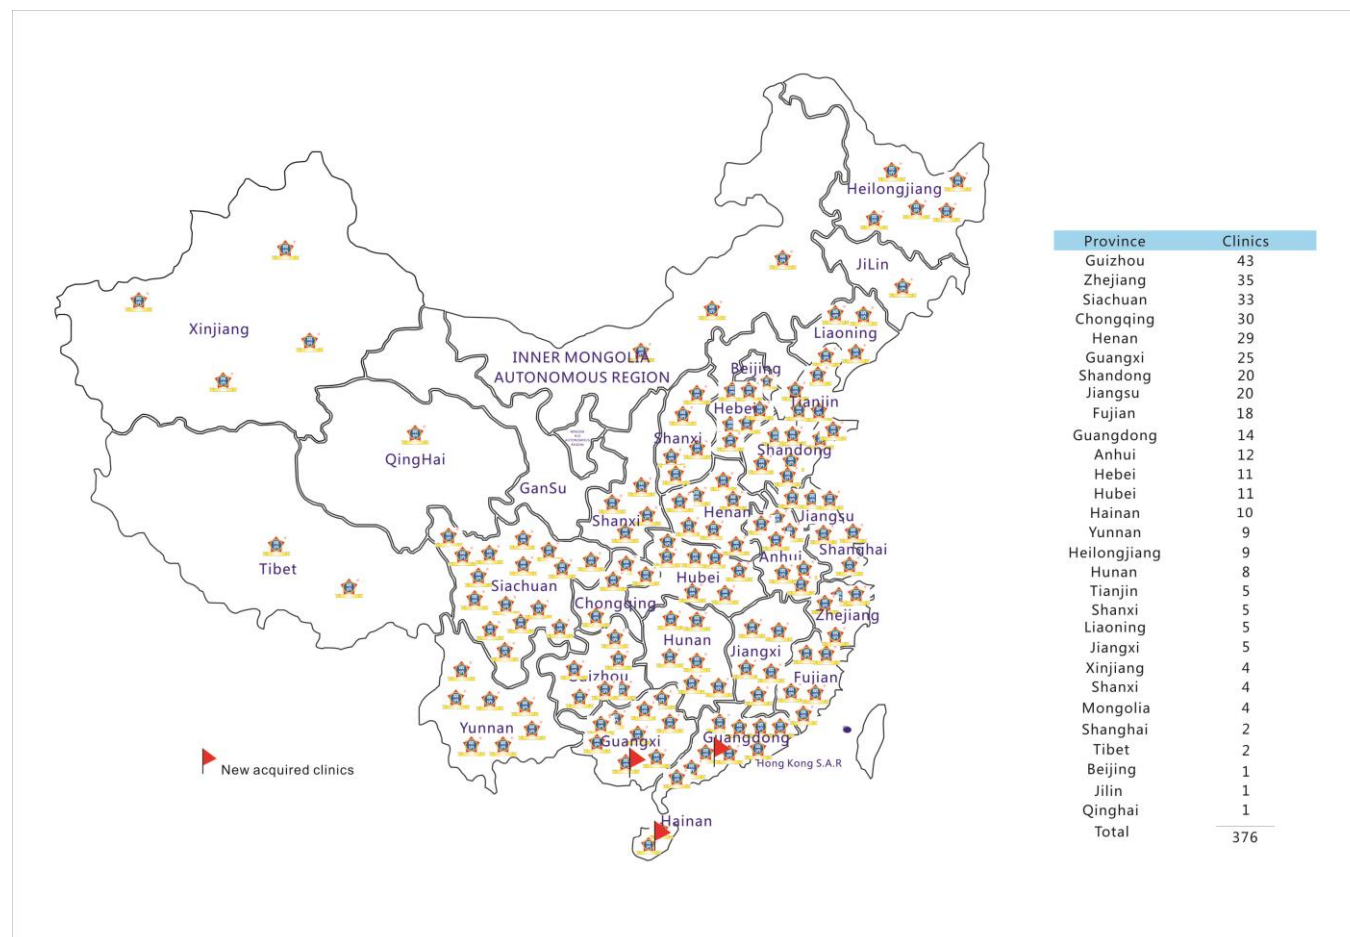 Heilongjiang
JiLin
Liaoning
Xinjiang
INNER MONGOLIA
AUTONOMOUS REGION
Beijing
Tianjin
Hebei
Shanxi
Shandong
QingHai
GanSu
Shanxi
Henan
Jiangsu
Shanghai
Anhui
Tibet
Siachuan
Chongqing
Hubei
Zhejiang
Hunan
Jiangxi
Guizhou
Fujian
Yunnan
Guangxi
Guangdong
Hong Kong S.A.R
Hainan
New acquired clinics
Province Clinics
Guizhou 43
Zhejiang 35
Siachuan 33
Chongqing 30
Henan 29
Guangxi 25
Shandong 20
Jiangsu 20
Fujian 18
Guangdong 14
Anhui 12
Hebei 11
Hubei 11
Hainan 10
Yunnan 9
Heilongjiang 9
Hunan 8
Tianjin 5
Shanxi 5
Liaoning 5
Jiangxi 5
Xinjiang 4
Shanxi 4
Mongolia 4
Shanghai 2
Tibet 2
Beijing 1
Jilin 1
Qinghai 1
Total 376